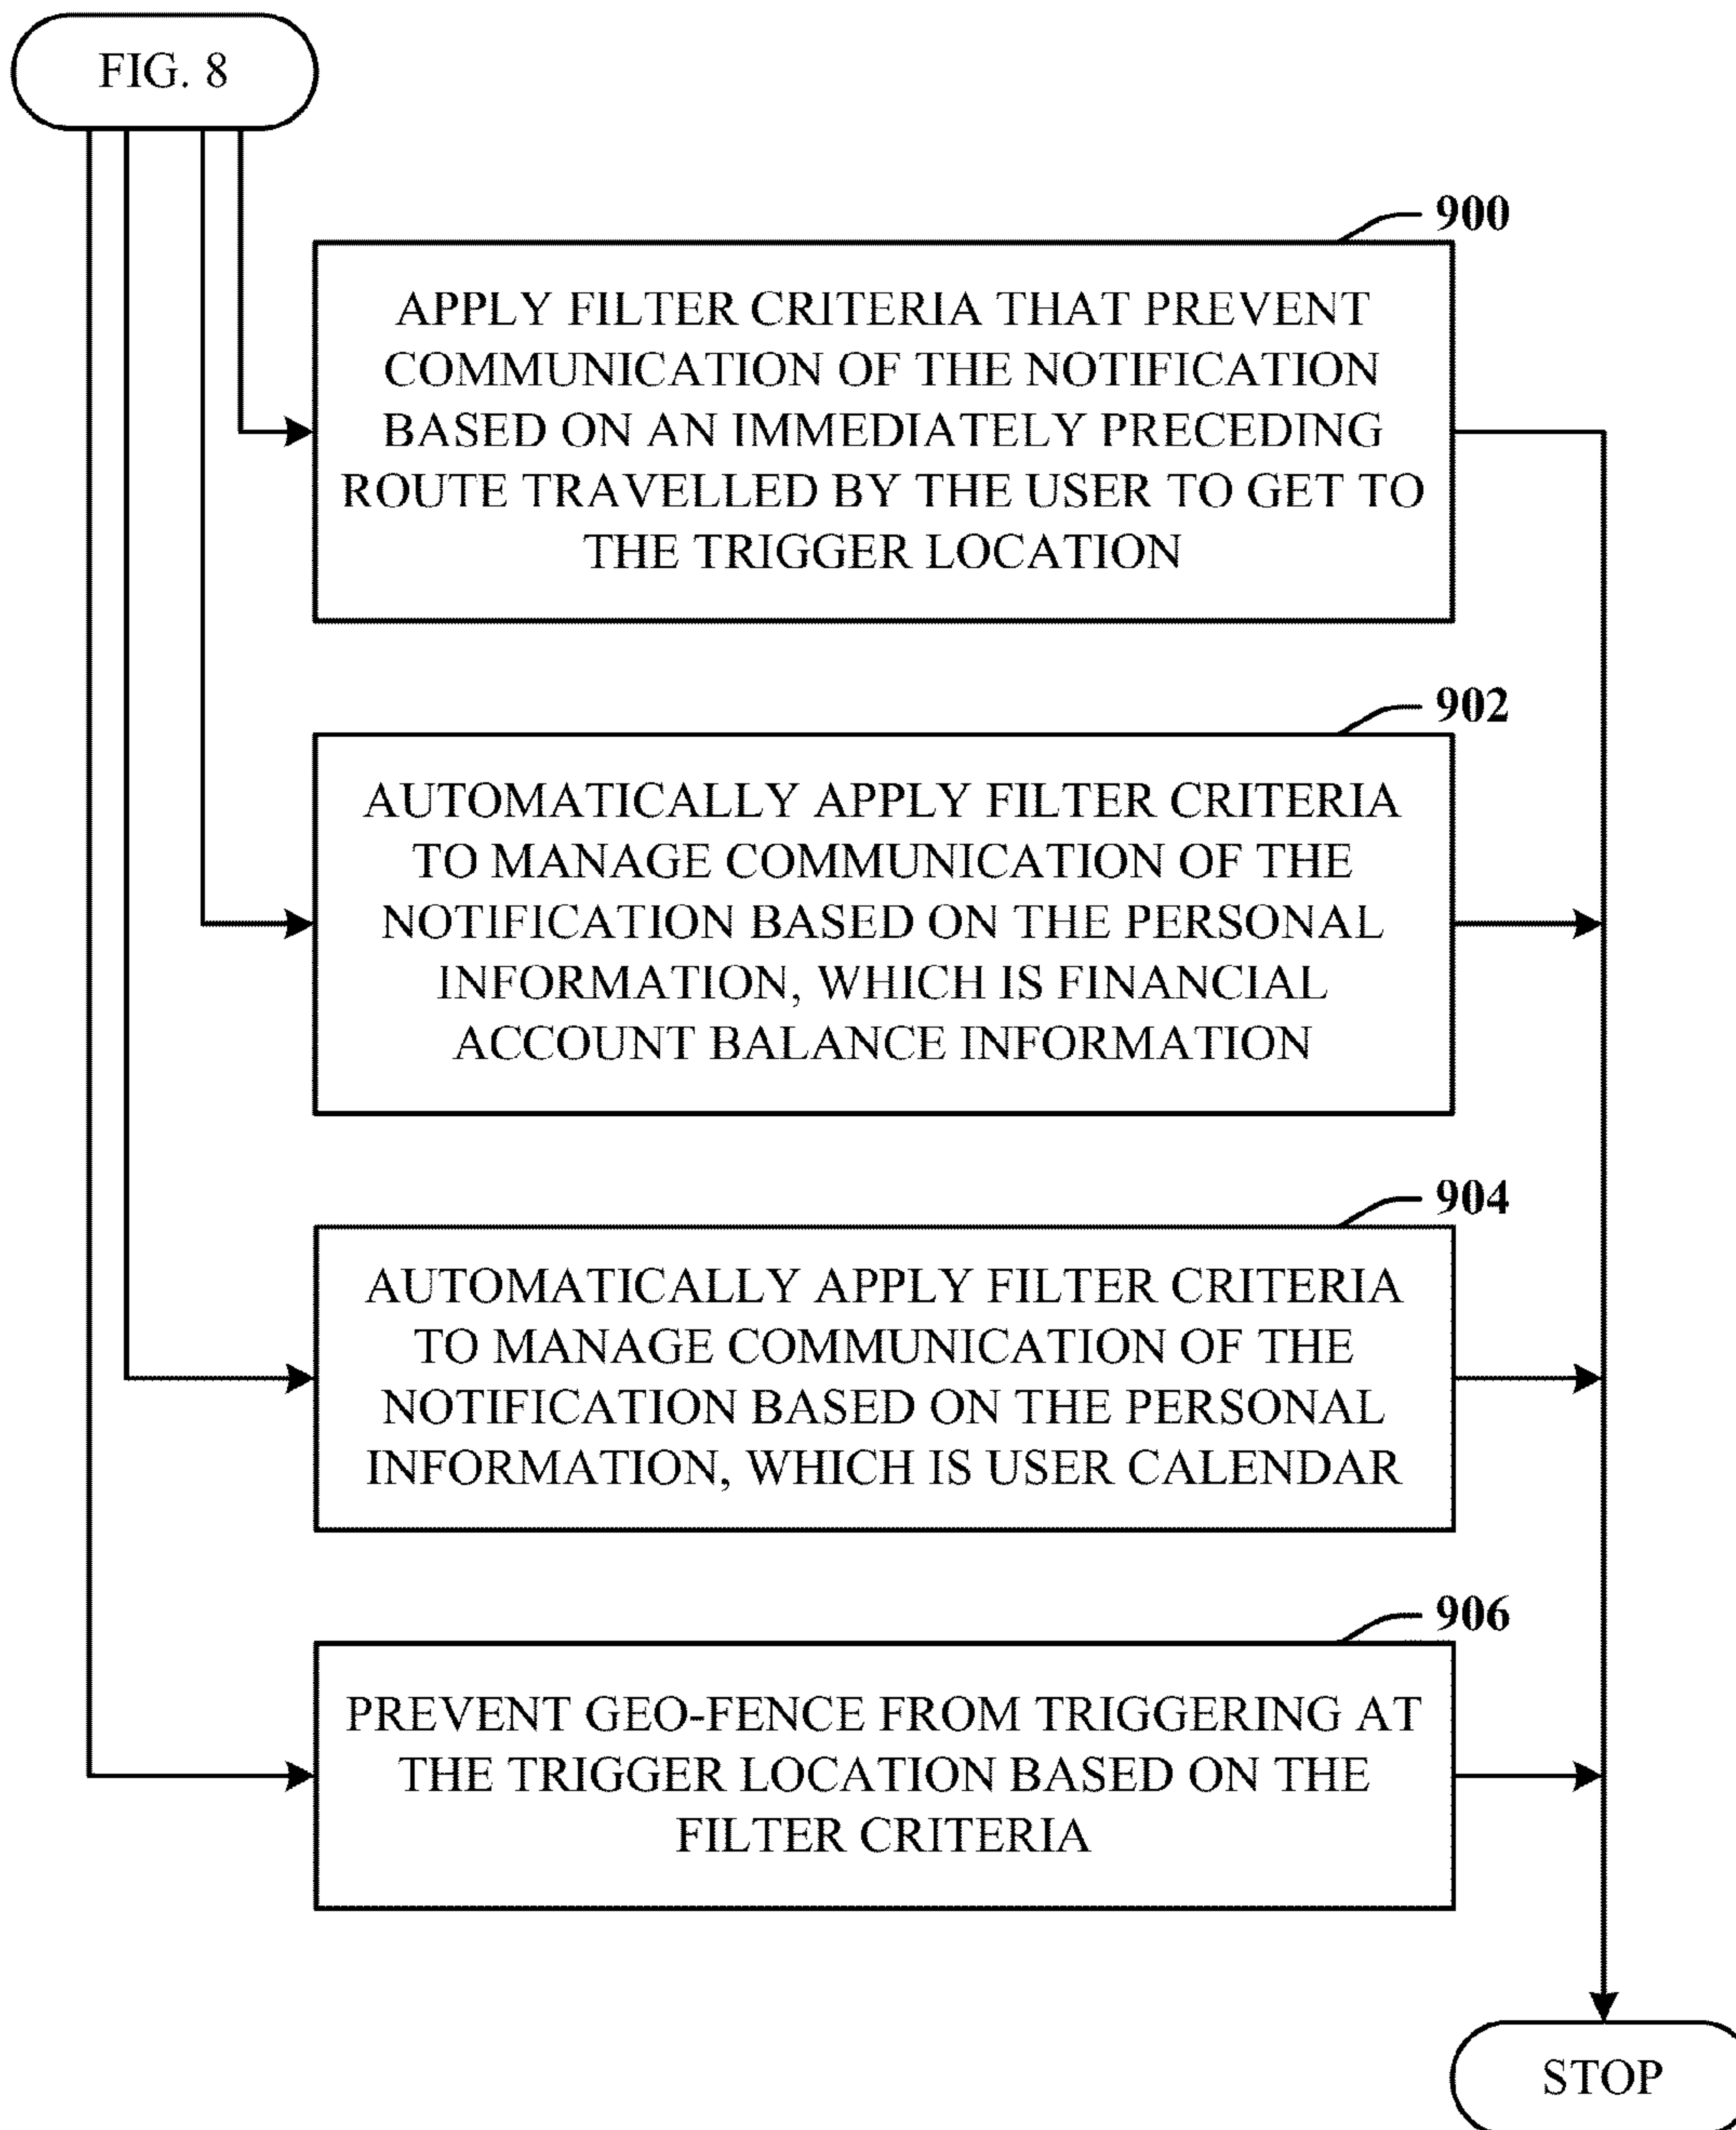 FIG. 8
900
APPLY FILTER CRITERIA THAT PREVENT
COMMUNICATION OF THE NOTIFICATION
BASED ON AN IMMEDIATELY PRECEDING
ROUTE TRAVELLED BY THE USER TO GET TO
THE TRIGGER LOCATION
902
AUTOMATICALLY APPLY FILTER CRITERIA
TO MANAGE COMMUNICATION OF THE
NOTIFICATION BASED ON THE PERSONAL
INFORMATION, WHICH IS FINANCIAL
ACCOUNT BALANCE INFORMATION
904
AUTOMATICALLY APPLY FILTER CRITERIA
TO MANAGE COMMUNICATION OF THE
NOTIFICATION BASED ON THE PERSONAL
INFORMATION, WHICH IS USER CALENDAR
906
PREVENT GEO-FENCE FROM TRIGGERING AT
THE TRIGGER LOCATION BASED ON THE
FILTER CRITERIA
STOP